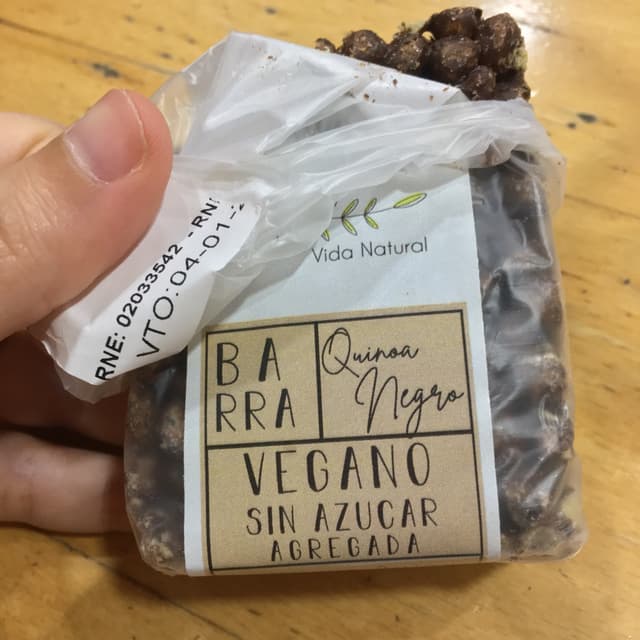 RNE: 02033542 - RN
VTO: 04-01-
Vida Natural
BA
RRA
Quinoa
Negro
VEGANO
SIN AZUCAR
AGREGADA